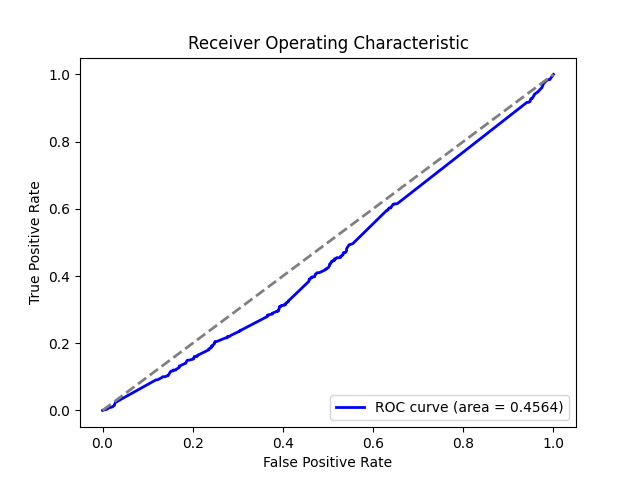 Receiver Operating Characteristic
True Positive Rate
1.0
0.8
0.6
0.4
0.2
0.0
ROC curve (area = 0.4564)
0.0 0.2 0.4 0.6 0.8 1.0
False Positive Rate